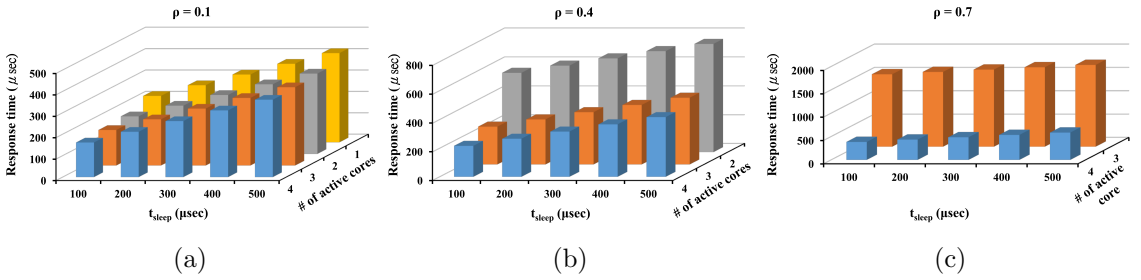 ρ = 0.1
Response time (μ sec)
500
400
300
200
100
0
100 200 300 400 500
t_sleep (μsec)
4 3 2 1
# of active cores
(a)
ρ = 0.4
Response time (μ sec)
800
600
400
200
0
100 200 300 400 500
t_sleep (μsec)
4 3 2
# of active cores
(b)
ρ = 0.7
Response time (μ sec)
2000
1500
1000
500
0
100 200 300 400 500
t_sleep (μsec)
4 3
# of active
core
(c)